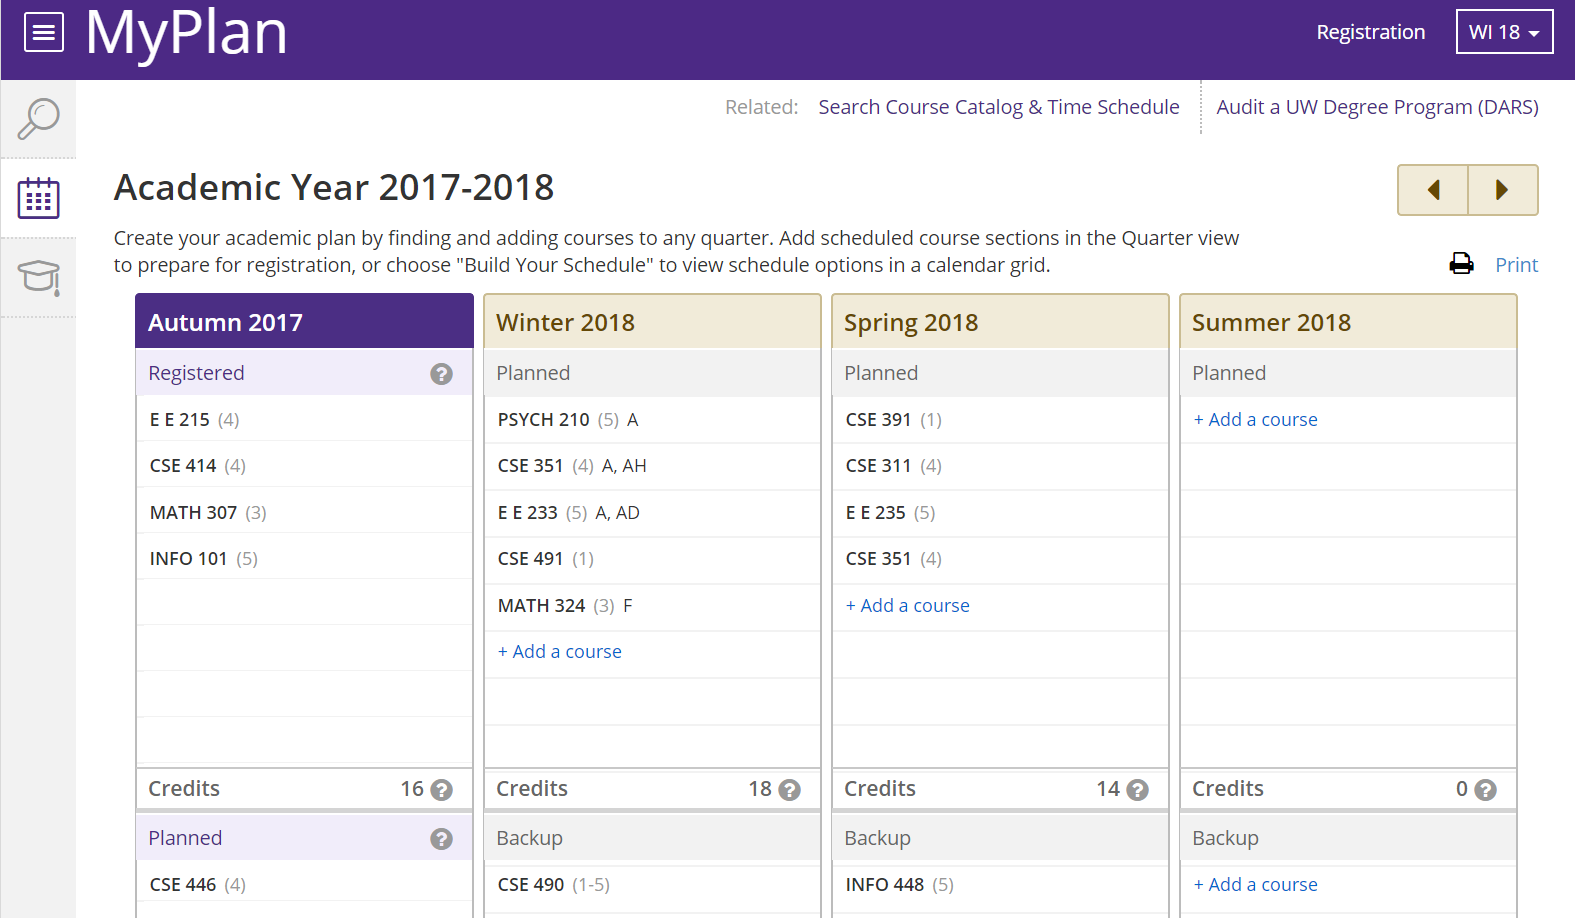 MyPlan
Registration
WI 18
Related:
Search Course Catalog & Time Schedule
Audit a UW Degree Program (DARS)
Academic Year 2017-2018
Create your academic plan by finding and adding courses to any quarter. Add scheduled course sections in the Quarter view
to prepare for registration, or choose "Build Your Schedule" to view schedule options in a calendar grid.
Print
Autumn 2017
Registered
?
E E 215 (4)
CSE 414 (4)
MATH 307 (3)
INFO 101 (5)
Credits 16 ?
Planned
?
CSE 446 (4)
Winter 2018
Planned
PSYCH 210 (5) A
CSE 351 (4) A, AH
E E 233 (5) A, AD
CSE 491 (1)
MATH 324 (3) F
+ Add a course
Credits 18 ?
Backup
CSE 490 (1-5)
Spring 2018
Planned
CSE 391 (1)
CSE 311 (4)
E E 235 (5)
CSE 351 (4)
+ Add a course
Credits 14 ?
Backup
INFO 448 (5)
Summer 2018
Planned
+ Add a course
Credits 0 ?
Backup
+ Add a course